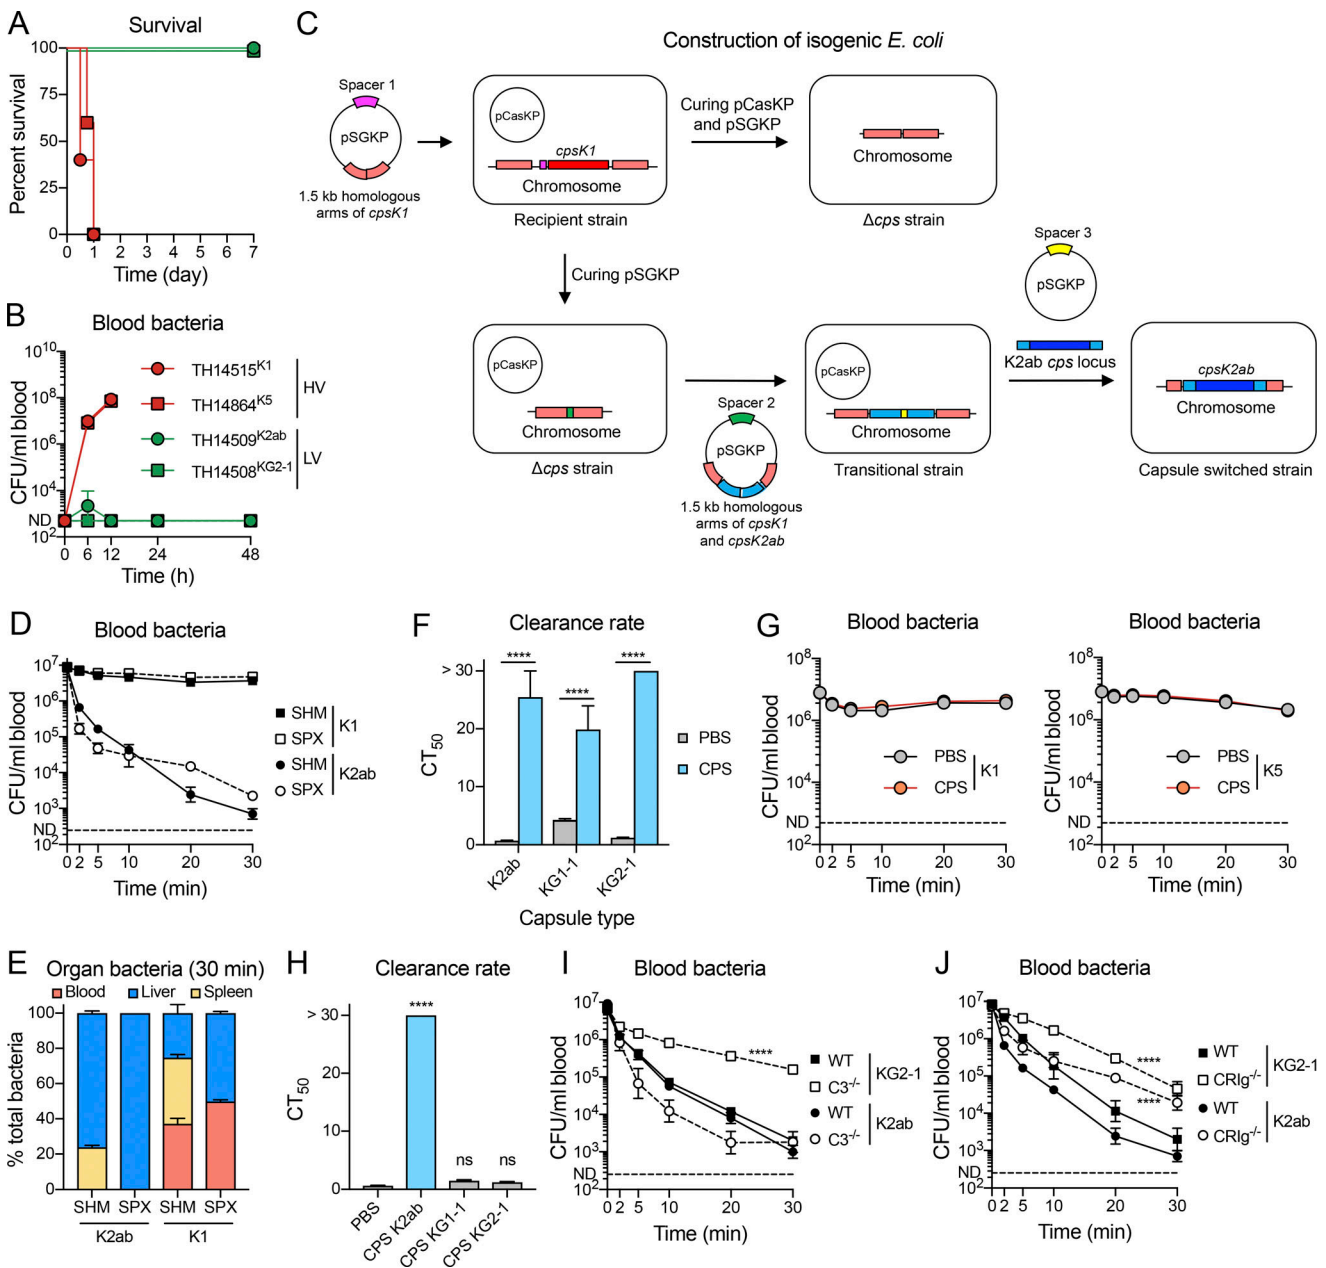 A
Survival
Percent survival
100
75
50
25
0
0 1 2 3 4 5 6 7
Time (day)
B
Blood bacteria
CFU/ml blood
10^10
10^8
10^6
10^4
ND
10^2
0 6 12 24 48
Time (h)
TH14515^K1
TH14864^K5
HV
TH14509^K2ab
TH14508^KG2-1
LV
C
Construction of isogenic E. coli
Spacer 1
pSGKP
1.5 kb homologous
arms of cpsK1
pCasKP
cpsK1
Chromosome
Recipient strain
Curing pCasKP
and pSGKP
Chromosome
Δcps strain
Curing pSGKP
pCasKP
Chromosome
Δcps strain
Spacer 2
pSGKP
1.5 kb homologous
arms of cpsK1
and cpsK2ab
pCasKP
Chromosome
Transitional strain
Spacer 3
pSGKP
K2ab cps locus
cpsK2ab
Chromosome
Capsule switched strain
D
Blood bacteria
CFU/ml blood
10^7
10^6
10^5
10^4
10^3
ND
10^2
0 2 5 10 20 30
Time (min)
SHM
SPX
K1
SHM
SPX
K2ab
E
Organ bacteria (30 min)
Blood Liver Spleen
% total bacteria
100
80
60
40
20
0
SHM SPX SHM SPX
K2ab K1
F
Clearance rate
CT50
> 30
20
10
0
**** **** ****
K2ab KG1-1 KG2-1
Capsule type
PBS
CPS
G
Blood bacteria
CFU/ml blood
10^8
10^6
10^4
ND
10^2
0 2 5 10 20 30
Time (min)
PBS
CPS
K1
Blood bacteria
CFU/ml blood
10^8
10^6
10^4
ND
10^2
0 2 5 10 20 30
Time (min)
PBS
CPS
K5
H
Clearance rate
CT50
> 30
20
10
0
**** ns ns
PBS CPS K2ab CPS KG1-1 CPS KG2-1
I
Blood bacteria
CFU/ml blood
10^7
10^6
10^5
10^4
10^3
ND
10^2
0 2 5 10 20 30
Time (min)
****
WT
C3^-/-
KG2-1
WT
C3^-/-
K2ab
J
Blood bacteria
CFU/ml blood
10^7
10^6
10^5
10^4
10^3
ND
10^2
0 2 5 10 20 30
Time (min)
****
****
WT
CRIg^-/-
KG2-1
WT
CRIg^-/-
K2ab